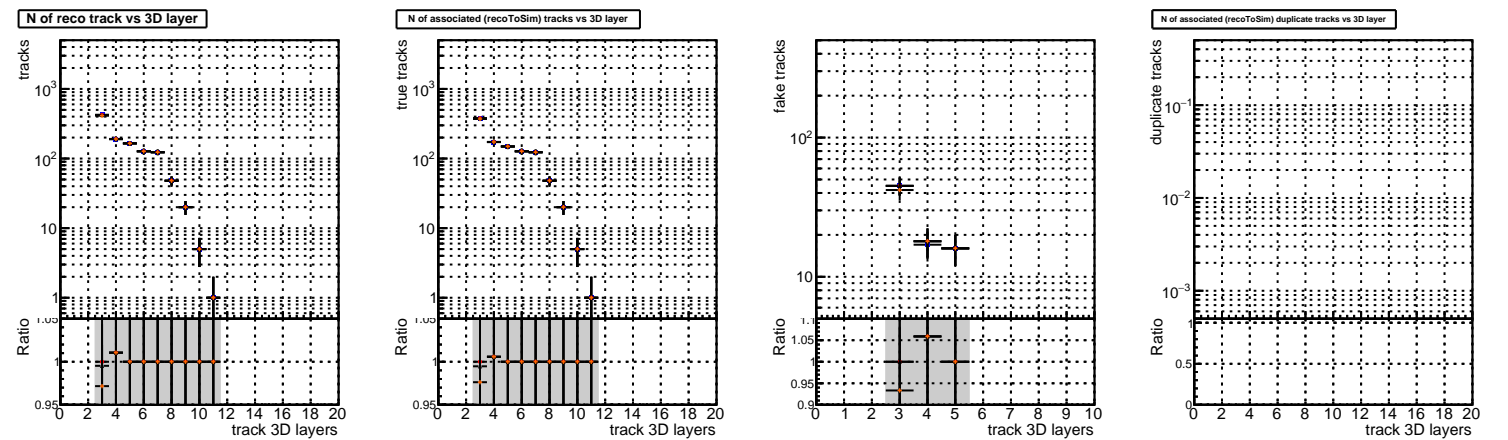 N of reco track vs 3D layer
tracks
10³
10²
10
1
Ratio
1.05
1
0.95
0 2 4 6 8 10 12 14 16 18 20
track 3D layers
N of associated (recoToSim) tracks vs 3D layer
true tracks
10³
10²
10
1
Ratio
1.05
1
0.95
0 2 4 6 8 10 12 14 16 18 20
track 3D layers
fake tracks
10²
10
Ratio
1.1
1.05
1
0.95
0.9
0 1 2 3 4 5 6 7 8 9 10
track 3D layers
N of associated (recoToSim) duplicate tracks vs 3D layer
duplicate tracks
10⁻¹
10⁻²
10⁻³
Ratio
1
0.5
0
0 2 4 6 8 10 12 14 16 18 20
track 3D layers